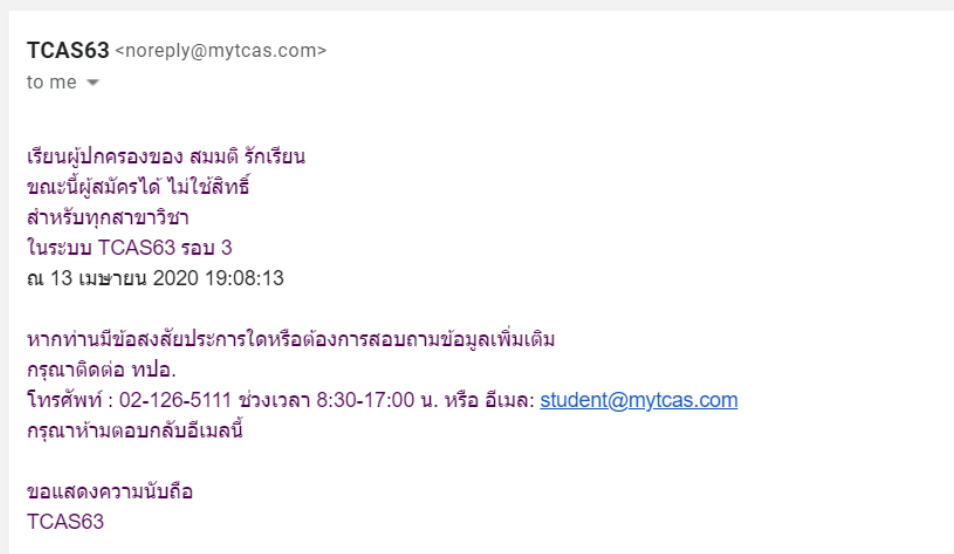 TCAS63 <noreply@mytcas.com>
to me
เรียนผู้ปกครองของ สมมติ รักเรียน
ขณะนี้ผู้สมัครได้ ไม่ใช้สิทธิ์
สำหรับทุกสาขาวิชา
ในระบบ TCAS63 รอบ 3
ณ 13 เมษายน 2020 19:08:13
หากท่านมีข้อสงสัยประการใดหรือต้องการสอบถามข้อมูลเพิ่มเติม
กรุณาติดต่อ ทปอ.
โทรศัพท์ : 02-126-5111 ช่วงเวลา 8:30-17:00 น. หรือ อีเมล: student@mytcas.com
กรุณาห้ามตอบกลับอีเมลนี้
ขอแสดงความนับถือ
TCAS63